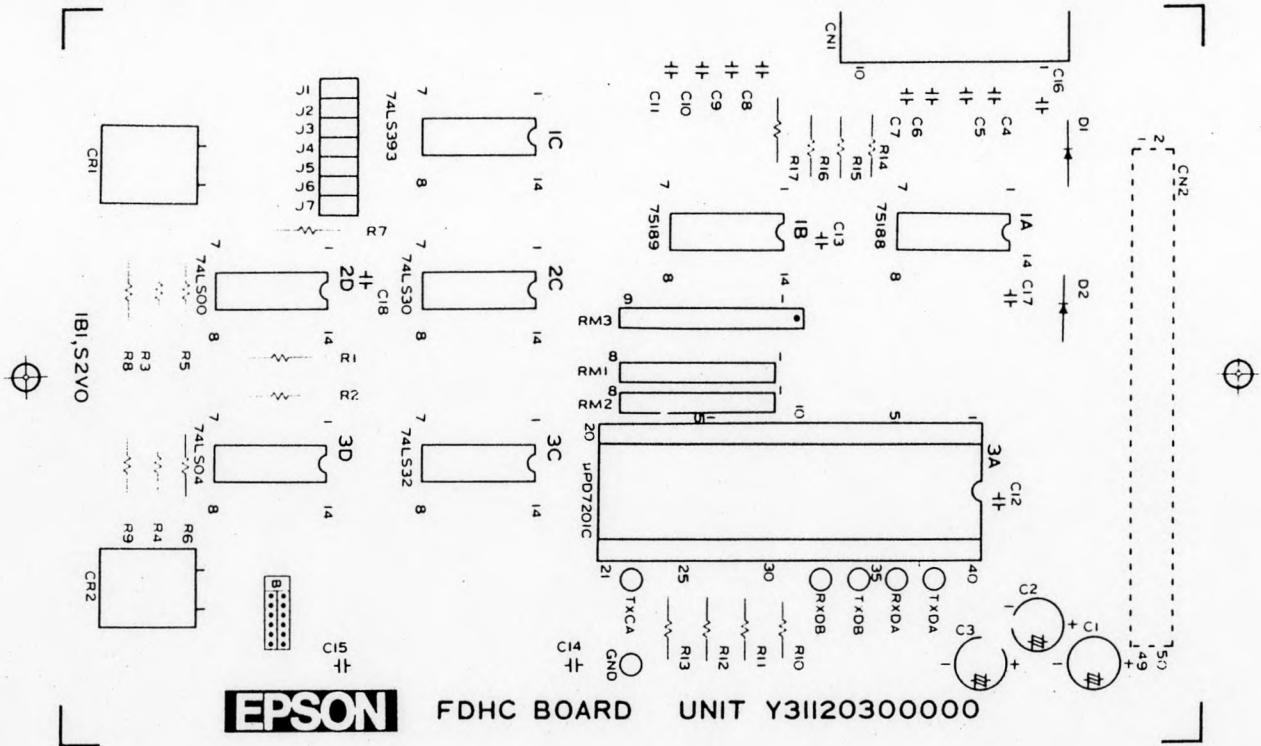 CN1
10
1
C16
C11
C10
C9
C8
C7
C6
C5
C4
D1
2
1
CN2
J1
J2
J3
J4
J5
J6
J7
74LS393
7
1
1C
8
14
CR1
R17
R16
R15
R14
R7
7
1
75189
1B
C13
8
14
7
1
75188
1A
8
14
C17
D2
7
1
74LS00
2D
C18
8
14
7
1
74LS30
2C
8
14
9
1
RM3
8
1
RM1
8
1
RM2
IBI,S2VO
R8
R3
R5
R1
R2
7
1
74LS04
3D
8
14
7
1
74LS32
3C
8
14
20
15
10
5
1
µPD7201C
3A
C12
21
25
30
35
40
R9
R4
R6
CR2
B1
C15
C14
TXCA
GND
R13
R12
R11
R10
RXDB
TXDB
RXDA
TXDA
C3
- +
C2
- +
C1
- +
49
50
EPSON FDHC BOARD UNIT Y31120300000